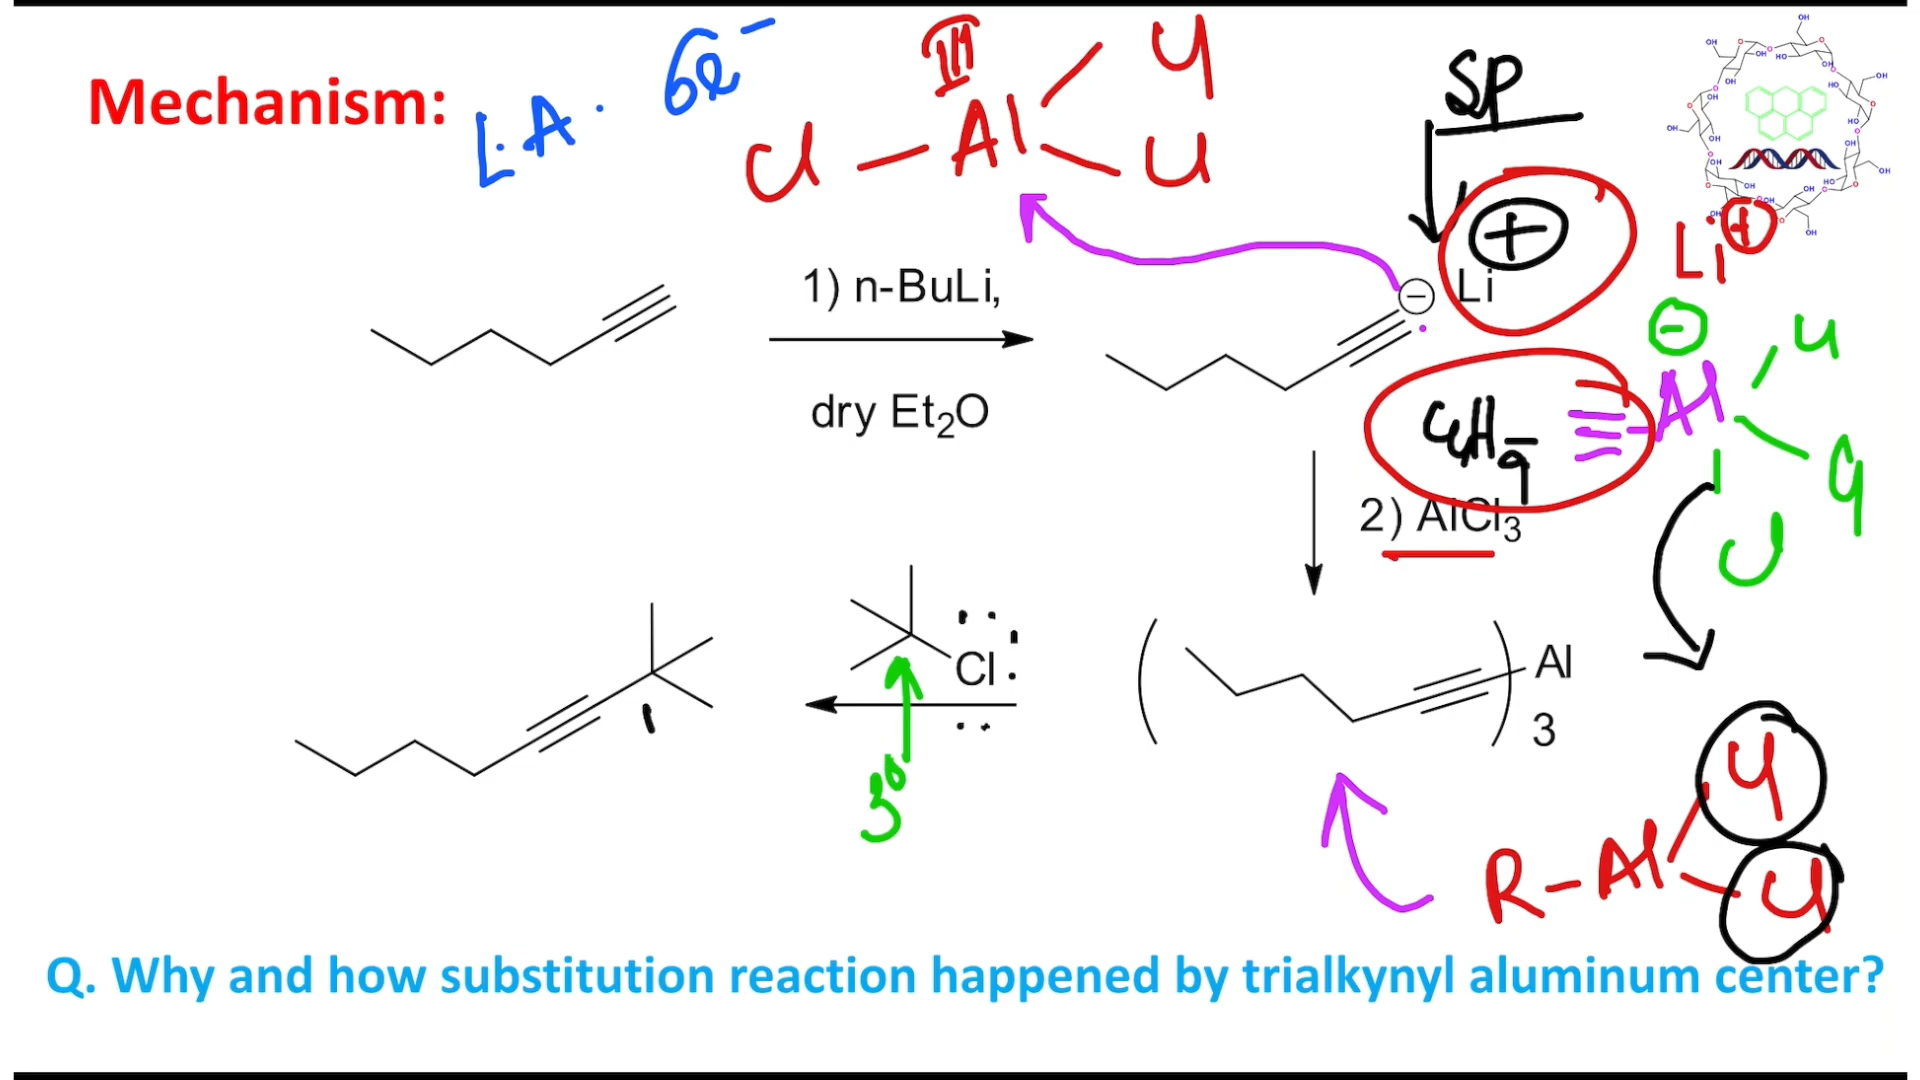 Mechanism:
L.A. 6e⁻
III
Cl — Al
Cl
Cl
SP
+
Li +
1) n-BuLi,
dry Et₂O
− Li
−
C₄H₉ ≡ Al
Cl
Cl
Cl
2) AlCl₃
Cl
3°
Al
3
R – Al
Cl
Cl
Q. Why and how substitution reaction happened by trialkynyl aluminum center?